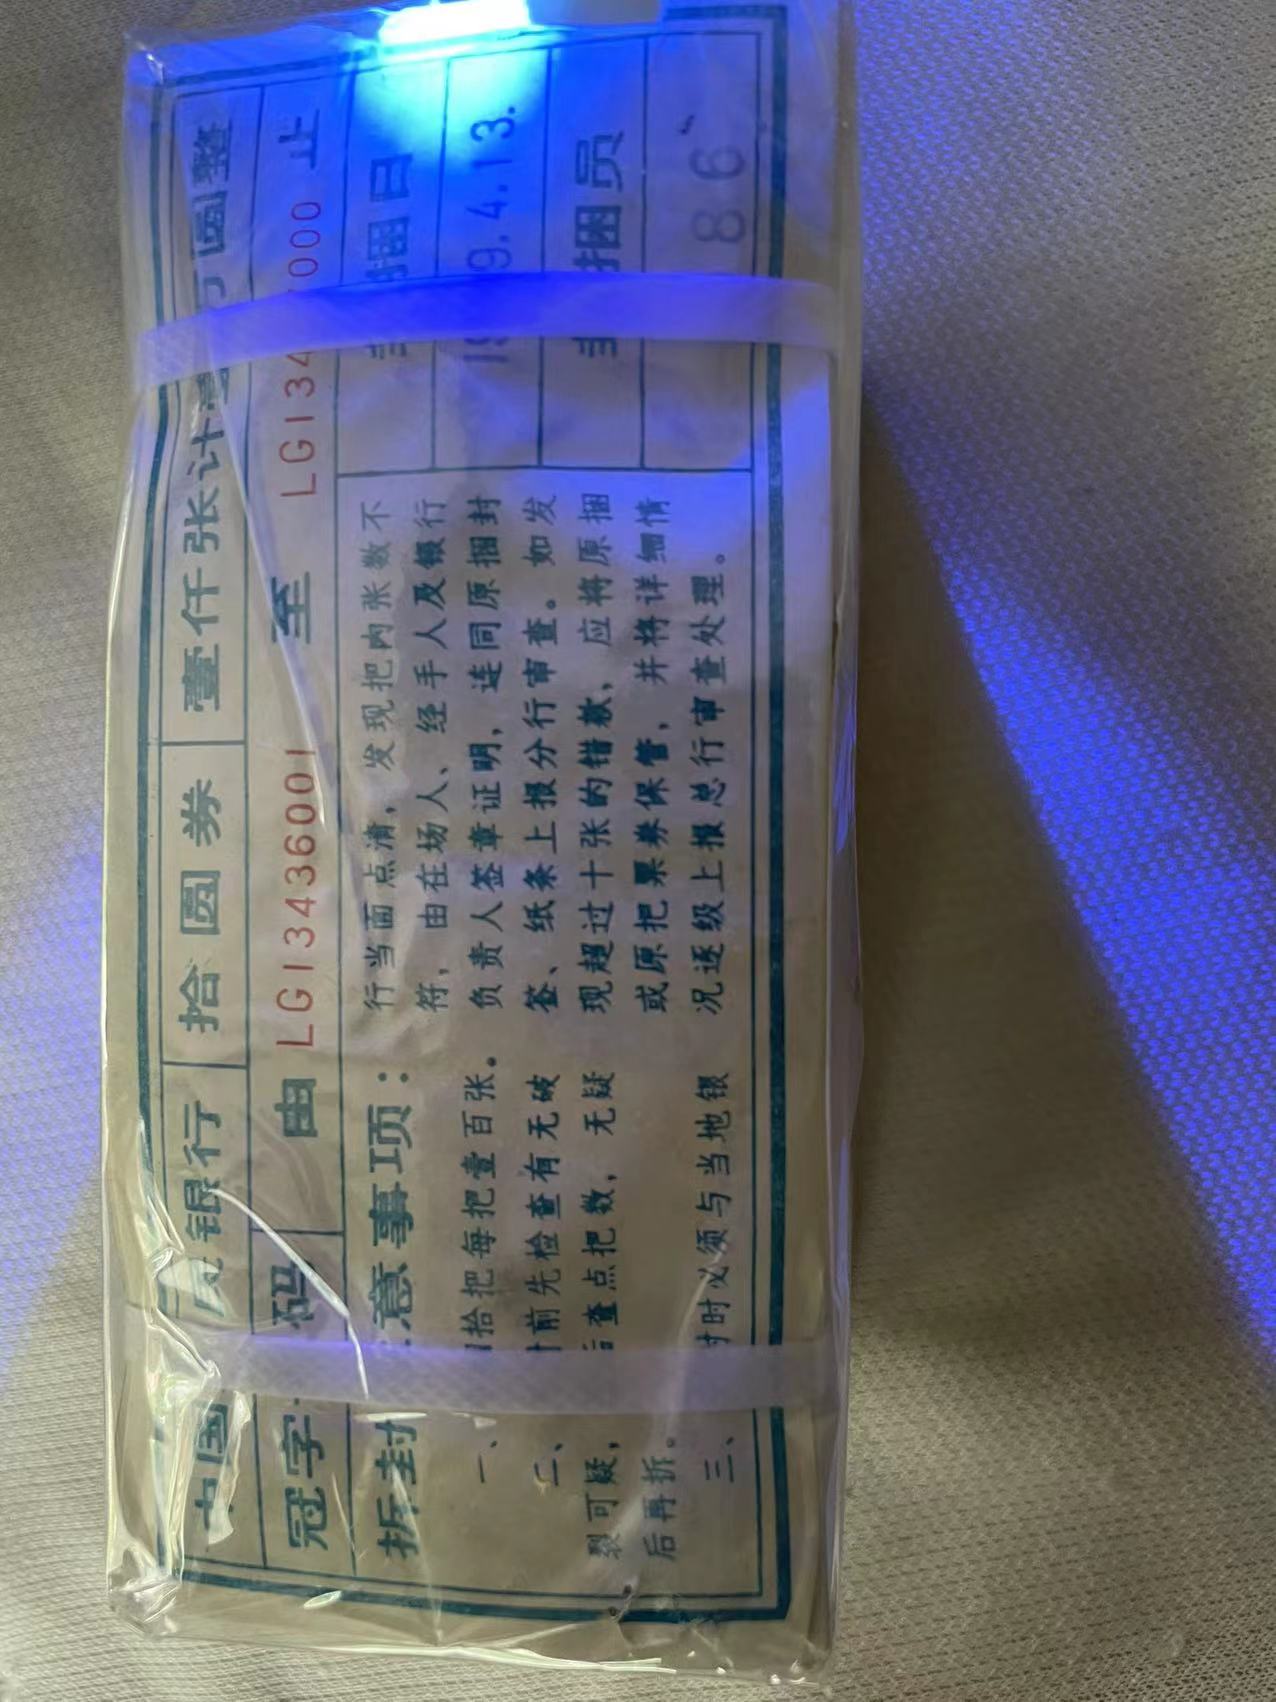 中国 民银行 拾圆券 壹仟张计 圆整
冠字 码 由 LG13436001 至 LG134 000 止
拆封 意事项：
一、 拾把每把壹百张。
二、 前先检查有无破
裂可疑， 查点把数，无疑
后再折。
三、 时必须与当地银
行当面点清，发现把内张数不
符，由在场人、经手人及银行
负责人签章证明，连同原捆封
签、纸条上报分行审查。如发
现超过十张的错款，应将原捆
或原把票券保管，并将详细情
况逐级上报总行审查处理。
封捆日
19 9.4.13.
封捆员
86